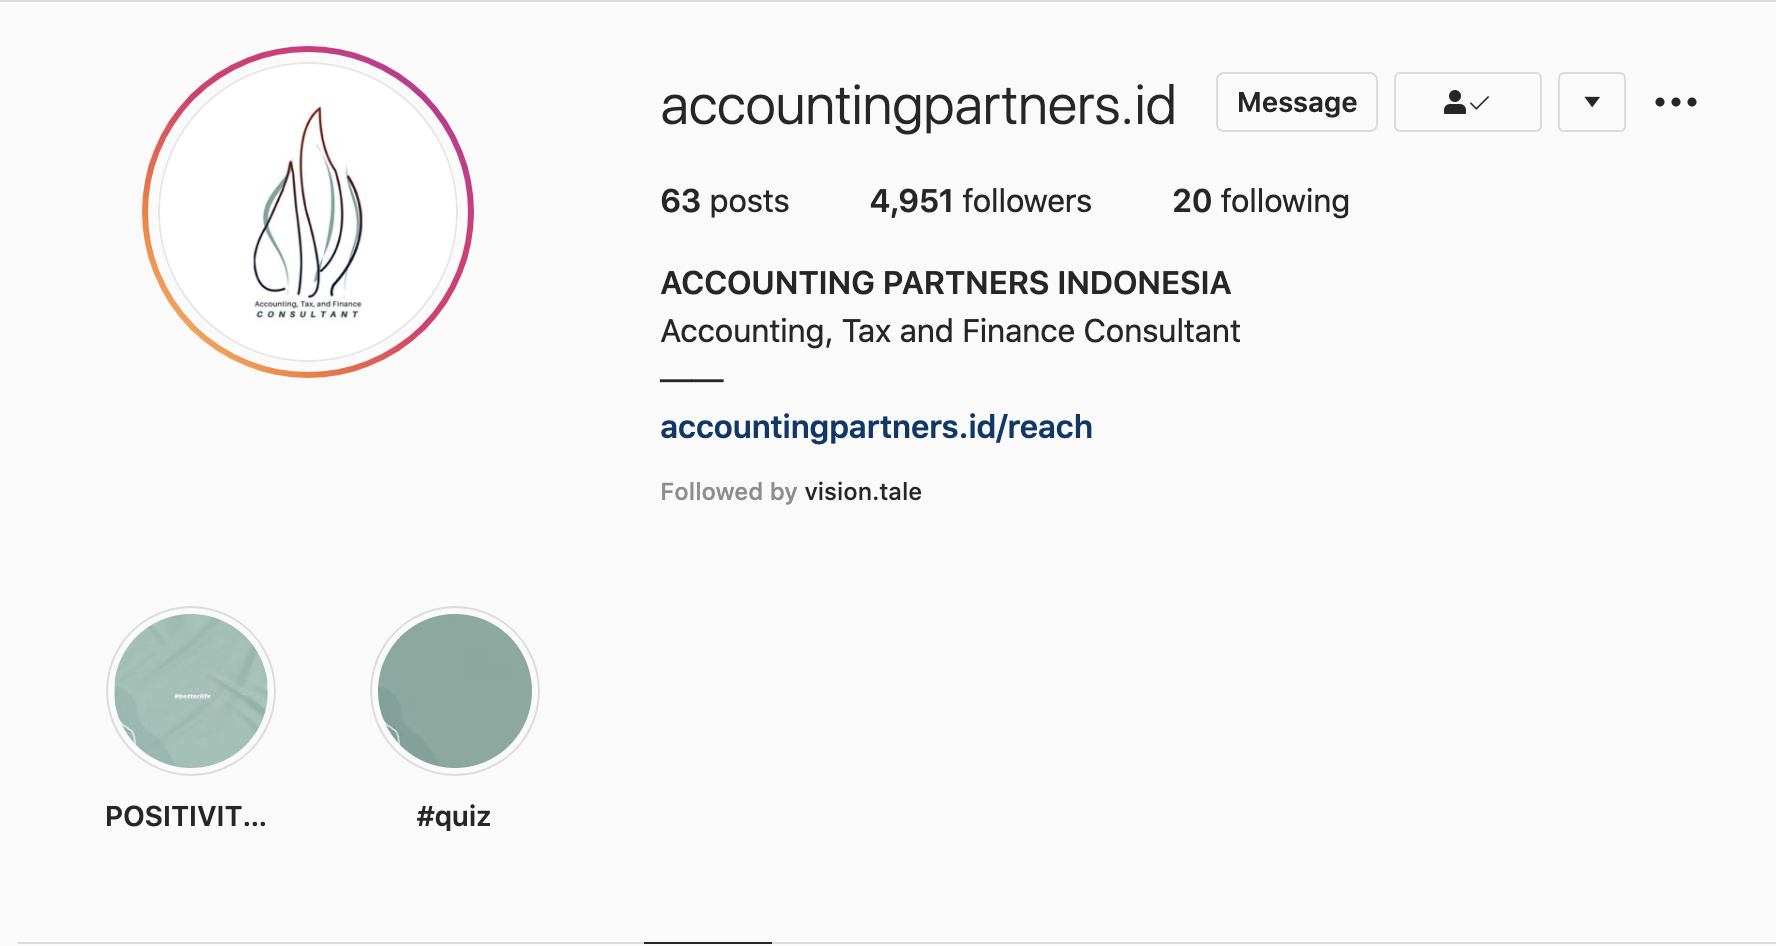 accountingpartners.id
Message
63 posts 4,951 followers 20 following
ACCOUNTING PARTNERS INDONESIA
Accounting, Tax and Finance Consultant
accountingpartners.id/reach
Followed by vision.tale
Accounting, Tax, and Finance
CONSULTANT
#betterlife
POSITIVIT...
#quiz